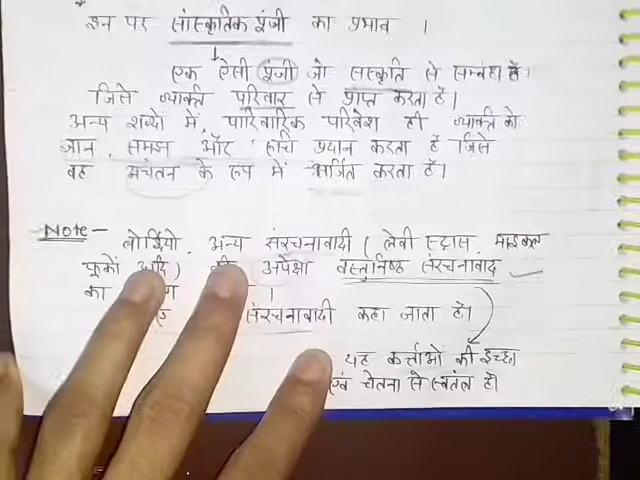 इन पर सांस्कृतिक पूंजी का प्रभाव ।
एक ऐसी पूंजी जो संस्कृति से सम्बंध है।
जिसे व्यक्ति परिवार से प्राप्त करता है।
अन्य शब्दों में, पारिवारिक परिवेश ही व्यक्ति को
ज्ञान, समझ और रूचि प्रदान करता है जिसे
वह अचेतन के रूप में अर्जित करता है।
Note - बोर्दियो, अन्य संरचनावादी ( लेवी स्ट्रास, माइकल
फूको आदि) की अपेक्षा वस्तुनिष्ठ संरचनावाद
का ।
संरचनावादी कहा जाता है।
यह कर्त्ताओं की इच्छा
एवं चेतना से स्वतंत्र है।